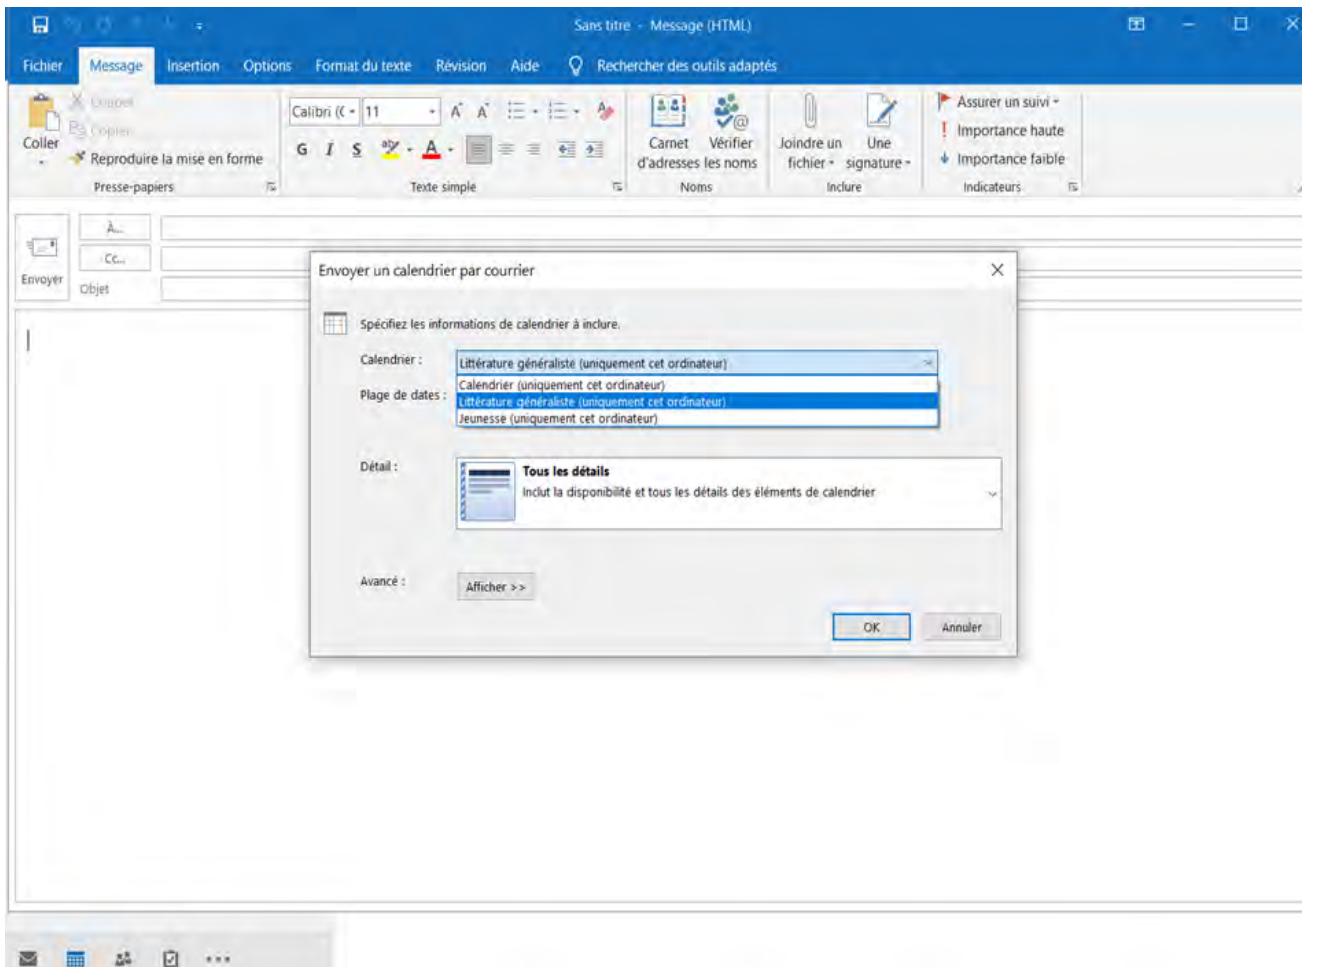 Sans titre - Message (HTML)
Fichier Message Insertion Options Format du texte Révision Aide Rechercher des outils adaptés
Couper
Copier
Coller
Reproduire la mise en forme
Presse-papiers
Calibri (C 11
G I S
Texte simple
Carnet d'adresses
Vérifier les noms
Noms
Joindre un fichier
Une signature
Inclure
Assurer un suivi
Importance haute
Importance faible
Indicateurs
Envoyer
À...
Cc...
Objet
Envoyer un calendrier par courrier
Spécifiez les informations de calendrier à inclure.
Calendrier :
Littérature généraliste (uniquement cet ordinateur)
Calendrier (uniquement cet ordinateur)
Plage de dates :
Littérature généraliste (uniquement cet ordinateur)
Jeunesse (uniquement cet ordinateur)
Détail :
Tous les détails
Inclut la disponibilité et tous les détails des éléments de calendrier
Avancé :
Afficher >>
OK
Annuler